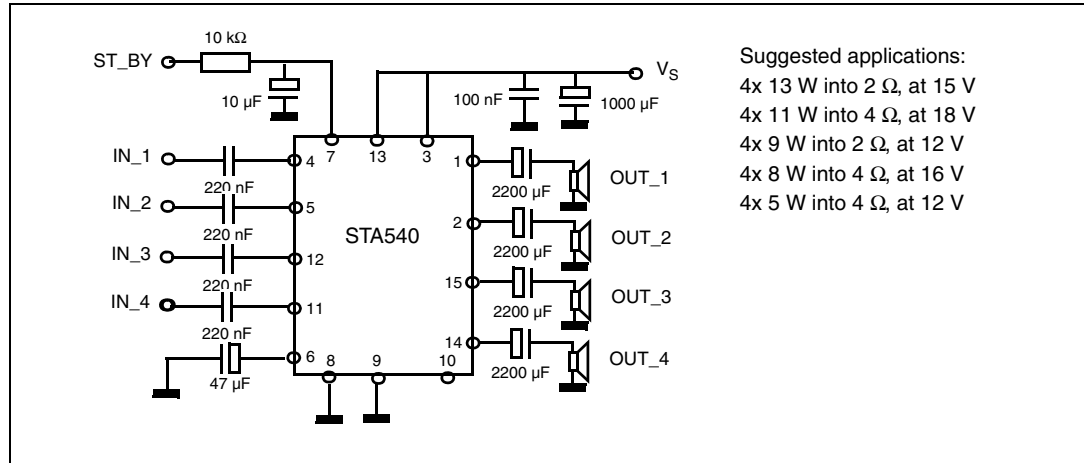 10 kΩ
ST_BY
10 µF
100 nF
1000 µF
V_S
7 13 3
IN_1
220 nF
4
IN_2
220 nF
5
IN_3
220 nF
12
IN_4
220 nF
11
47 µF
6
STA540
8 9 10
1
2200 µF
OUT_1
2
2200 µF
OUT_2
15
2200 µF
OUT_3
14
2200 µF
OUT_4
Suggested applications:
4x 13 W into 2 Ω, at 15 V
4x 11 W into 4 Ω, at 18 V
4x 9 W into 2 Ω, at 12 V
4x 8 W into 4 Ω, at 16 V
4x 5 W into 4 Ω, at 12 V